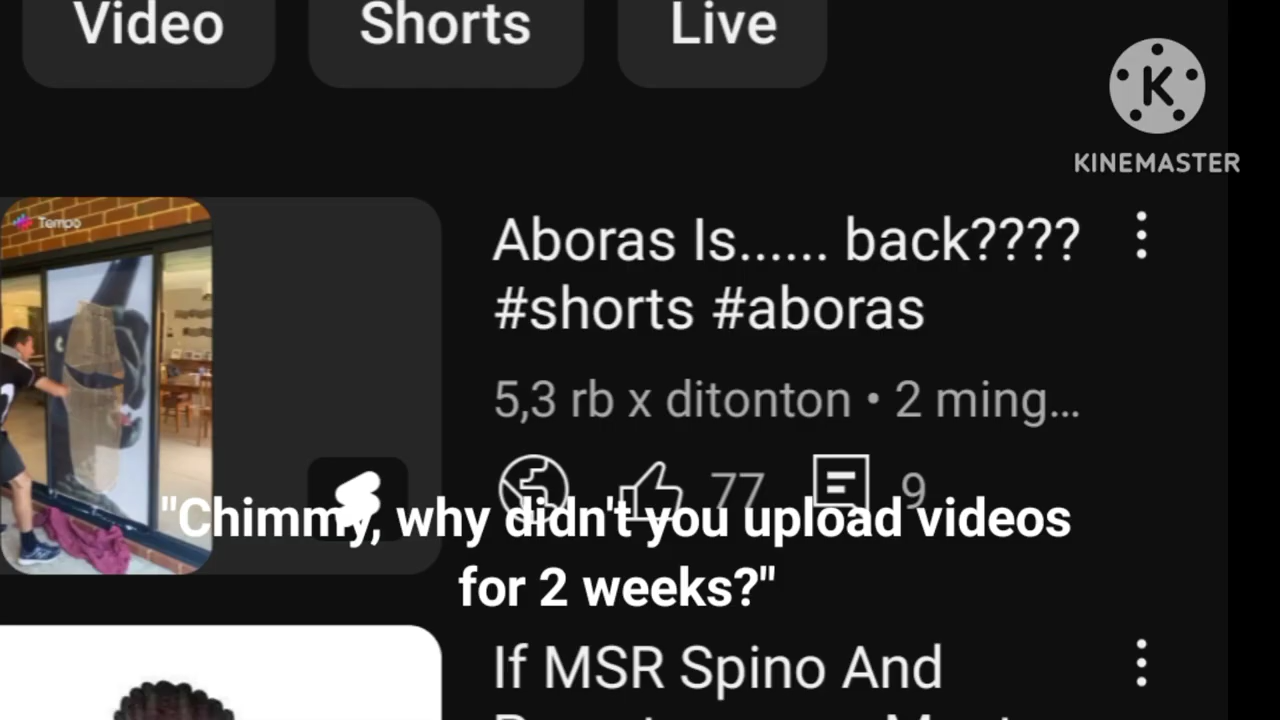 Video Shorts Live
K
KINEMASTER
Tempo
Aboras Is...... back????
#shorts #aboras
5,3 rb x ditonton • 2 ming...
77 9
"Chimmy, why didn't you upload videos
for 2 weeks?"
If MSR Spino And